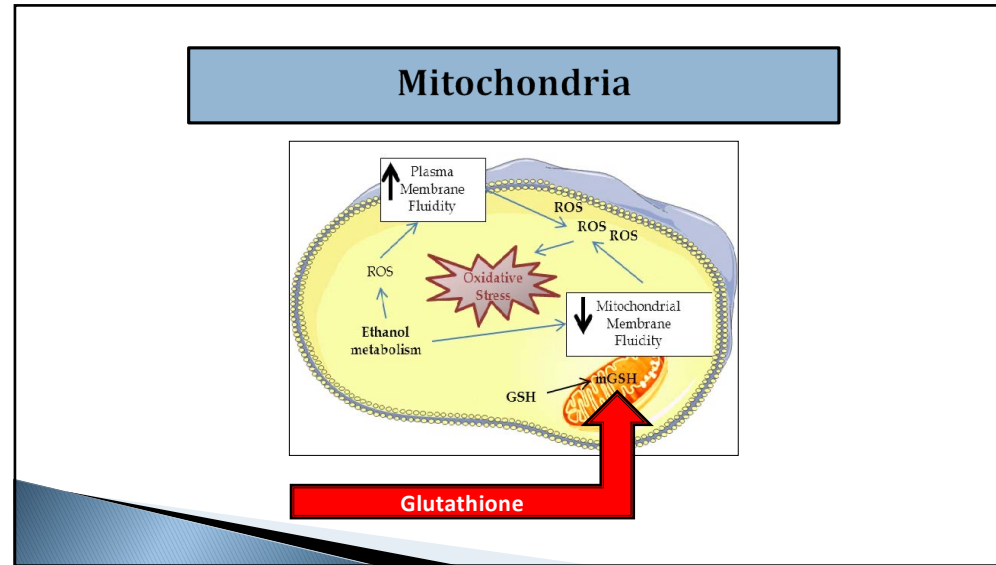 Mitochondria
Plasma
Membrane
Fluidity
ROS
ROS
ROS
ROS
Oxidative
Stress
Mitochondrial
Membrane
Fluidity
Ethanol
metabolism
GSH
mGSH
Glutathione